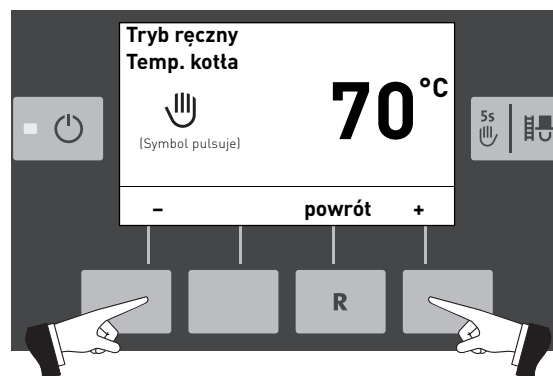 Tryb ręczny
Temp. kotła
70°C
(Symbol pulsuje)
5s
– powrót +
R